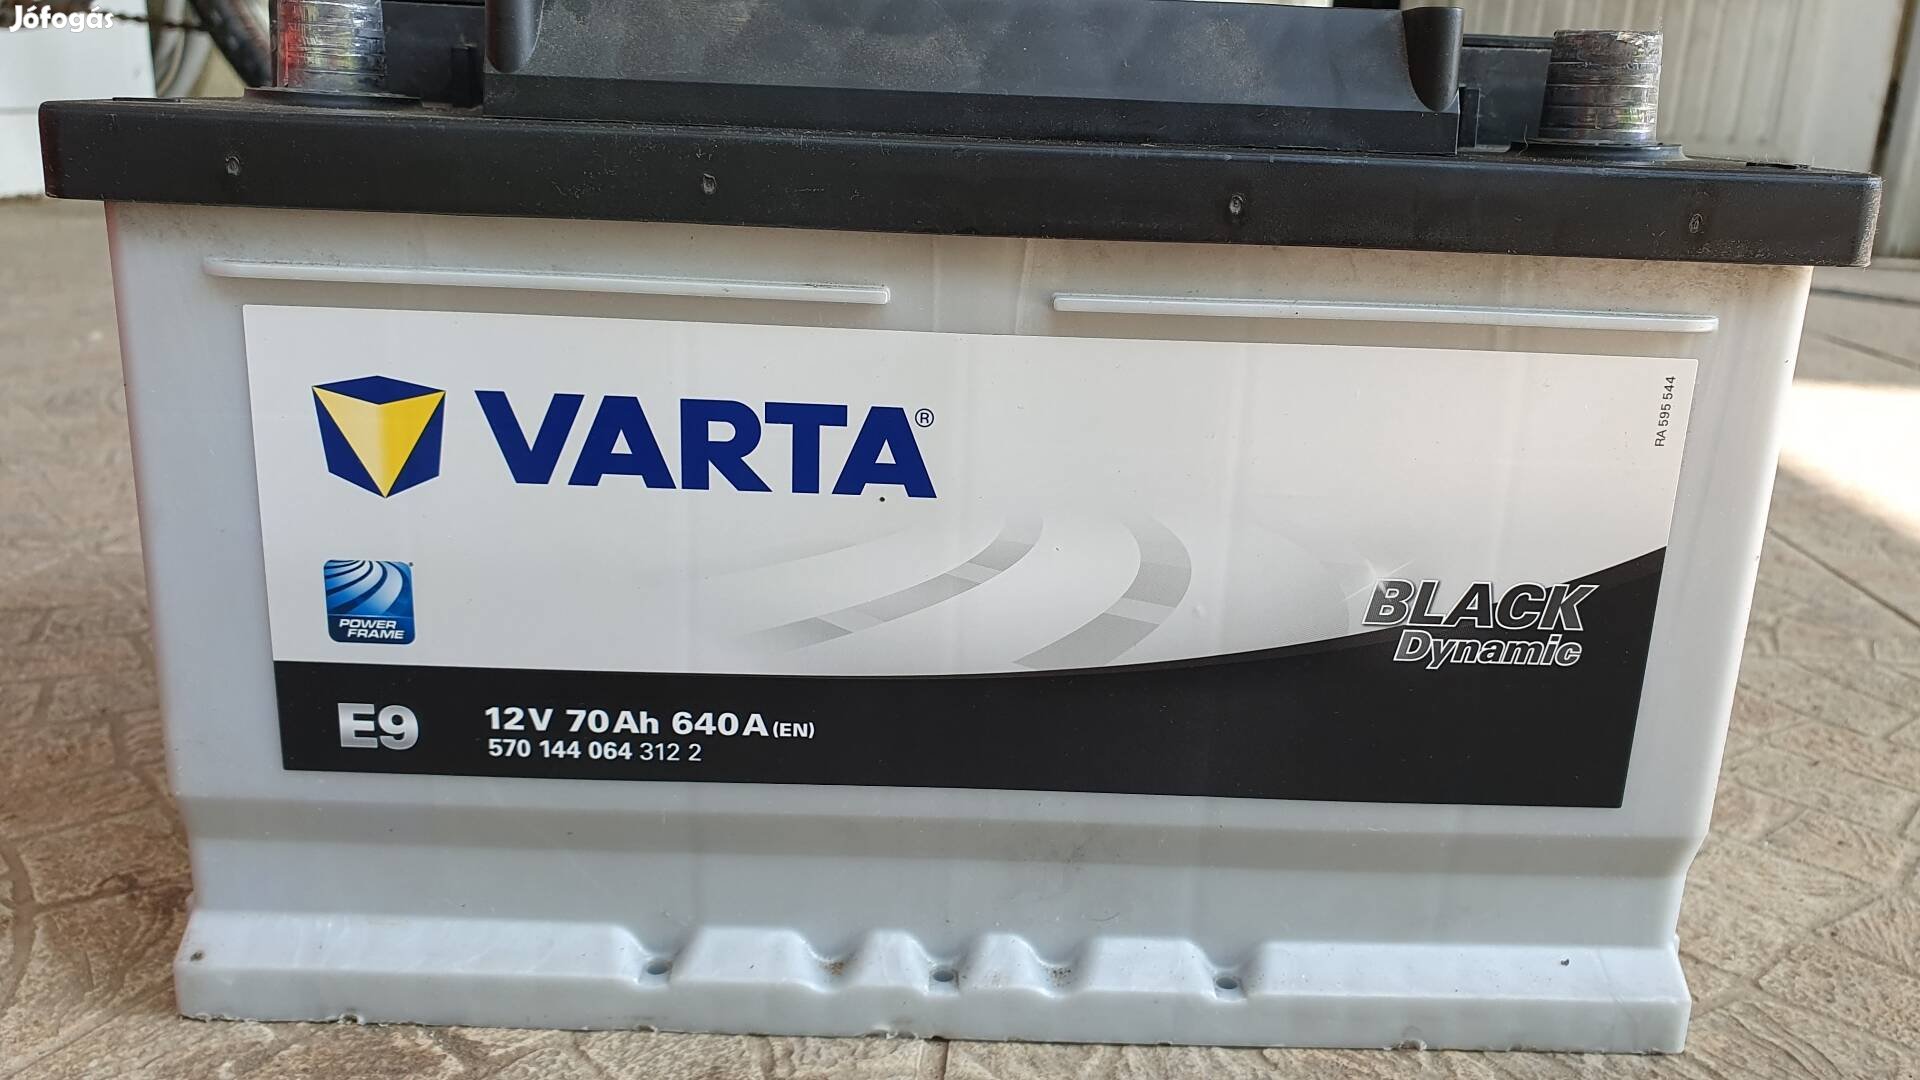 Jófogás
VARTA®
RA 595 544
POWER
FRAME
BLACK
Dynamic
E9
12V 70Ah 640A (EN)
570 144 064 312 2